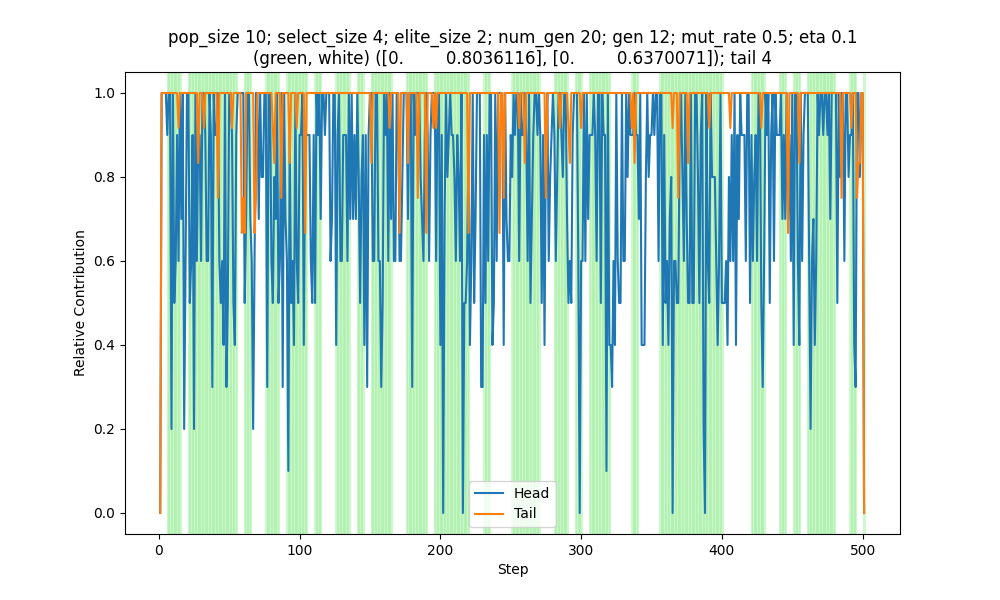 pop_size 10; select_size 4; elite_size 2; num_gen 20; gen 12; mut_rate 0.5; eta 0.1
(green, white) ([0.         0.8036116], [0.         0.6370071]); tail 4
Relative Contribution
1.0
0.8
0.6
0.4
0.2
0.0
Head
Tail
0
100
200
300
400
500
Step